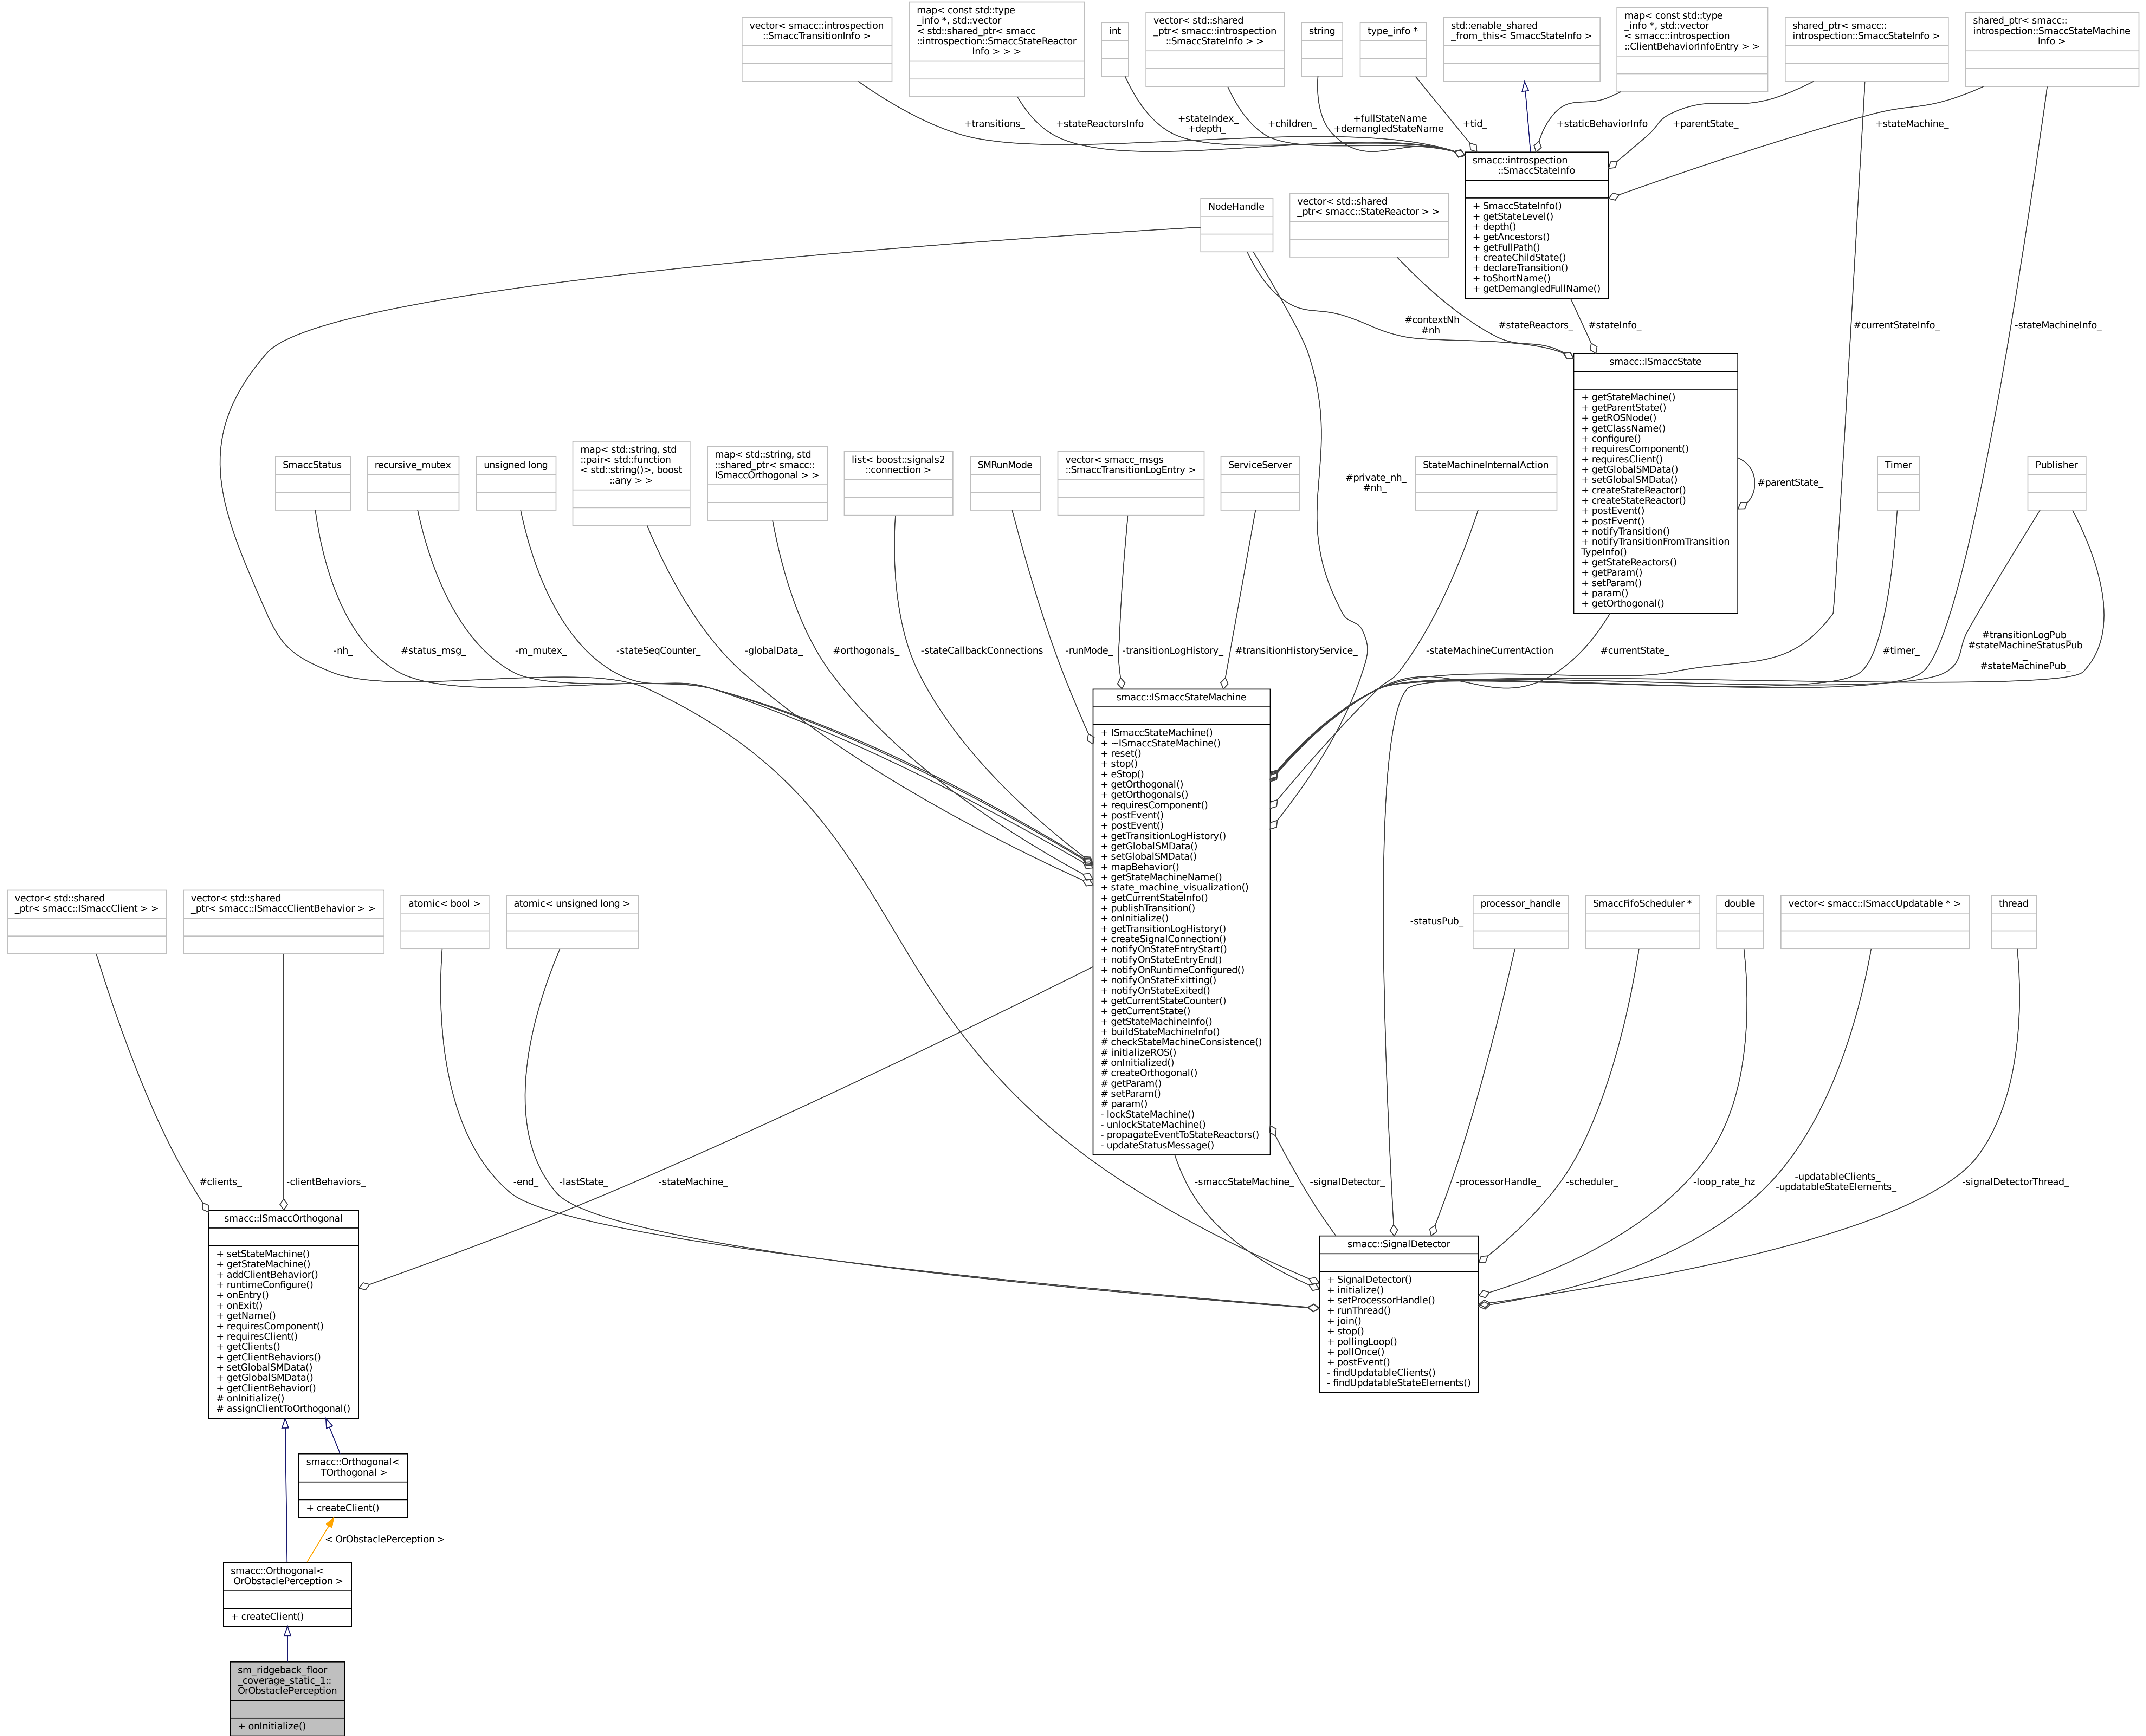 vector< smacc::introspection
::SmaccTransitionInfo >
map< const std::type
_info *, std::vector
< std::shared_ptr< smacc
::introspection::SmaccStateReactor
Info > > >
int
vector< std::shared
_ptr< smacc::introspection
::SmaccStateInfo > >
string
type_info *
std::enable_shared
_from_this< SmaccStateInfo >
map< const std::type
_info *, std::vector
< smacc::introspection
::ClientBehaviorInfoEntry > >
shared_ptr< smacc::
introspection::SmaccStateInfo >
shared_ptr< smacc::
introspection::SmaccStateMachine
Info >
+transitions_
+stateReactorsInfo
+stateIndex_
+depth_
+children_
+fullStateName
+demangledStateName
+tid_
+staticBehaviorInfo
+parentState_
+stateMachine_
smacc::introspection
::SmaccStateInfo
+ SmaccStateInfo()
+ getStateLevel()
+ depth()
+ getAncestors()
+ getFullPath()
+ createChildState()
+ declareTransition()
+ toShortName()
+ getDemangledFullName()
NodeHandle
vector< std::shared
_ptr< smacc::StateReactor > >
#contextNh
#nh
#stateReactors_
#stateInfo_
#currentStateInfo_
-stateMachineInfo_
smacc::ISmaccState
+ getStateMachine()
+ getParentState()
+ getROSNode()
+ getClassName()
+ configure()
+ requiresComponent()
+ requiresClient()
+ getGlobalSMData()
+ setGlobalSMData()
+ createStateReactor()
+ createStateReactor()
+ postEvent()
+ postEvent()
+ notifyTransition()
+ notifyTransitionFromTransition
TypeInfo()
+ getStateReactors()
+ getParam()
+ setParam()
+ param()
+ getOrthogonal()
#parentState_
SmaccStatus
recursive_mutex
unsigned long
map< std::string, std
::pair< std::function
< std::string()>, boost
::any > >
map< std::string, std
::shared_ptr< smacc::
ISmaccOrthogonal > >
list< boost::signals2
::connection >
SMRunMode
vector< smacc_msgs
::SmaccTransitionLogEntry >
ServiceServer
#private_nh_
#nh_
StateMachineInternalAction
Timer
Publisher
-nh_
#status_msg_
-m_mutex_
-stateSeqCounter_
-globalData_
#orthogonals_
-stateCallbackConnections
-runMode_
-transitionLogHistory_
#transitionHistoryService_
-stateMachineCurrentAction
#currentState_
#timer_
#transitionLogPub_
#stateMachineStatusPub
_
#stateMachinePub_
smacc::ISmaccStateMachine
+ ISmaccStateMachine()
+ ~ISmaccStateMachine()
+ reset()
+ stop()
+ eStop()
+ getOrthogonal()
+ getOrthogonals()
+ requiresComponent()
+ postEvent()
+ postEvent()
+ getTransitionLogHistory()
+ getGlobalSMData()
+ setGlobalSMData()
+ mapBehavior()
+ getStateMachineName()
+ state_machine_visualization()
+ getCurrentStateInfo()
+ publishTransition()
+ onInitialize()
+ getTransitionLogHistory()
+ createSignalConnection()
+ notifyOnStateEntryStart()
+ notifyOnStateEntryEnd()
+ notifyOnRuntimeConfigured()
+ notifyOnStateExitting()
+ notifyOnStateExited()
+ getCurrentStateCounter()
+ getCurrentState()
+ getStateMachineInfo()
+ buildStateMachineInfo()
# checkStateMachineConsistence()
# initializeROS()
# onInitialized()
# createOrthogonal()
# getParam()
# setParam()
# param()
- lockStateMachine()
- unlockStateMachine()
- propagateEventToStateReactors()
- updateStatusMessage()
vector< std::shared
_ptr< smacc::ISmaccClient > >
vector< std::shared
_ptr< smacc::ISmaccClientBehavior > >
atomic< bool >
atomic< unsigned long >
-statusPub_
processor_handle
SmaccFifoScheduler *
double
vector< smacc::ISmaccUpdatable * >
thread
#clients_
-clientBehaviors_
-stateMachine_
-end_
-lastState_
-smaccStateMachine_
-signalDetector_
-processorHandle_
-scheduler_
-loop_rate_hz
-updatableClients_
-updatableStateElements_
-signalDetectorThread_
smacc::ISmaccOrthogonal
+ setStateMachine()
+ getStateMachine()
+ addClientBehavior()
+ runtimeConfigure()
+ onEntry()
+ onExit()
+ getName()
+ requiresComponent()
+ requiresClient()
+ getClients()
+ getClientBehaviors()
+ setGlobalSMData()
+ getGlobalSMData()
+ getClientBehavior()
# onInitialize()
# assignClientToOrthogonal()
smacc::SignalDetector
+ SignalDetector()
+ initialize()
+ setProcessorHandle()
+ runThread()
+ join()
+ stop()
+ pollingLoop()
+ pollOnce()
+ postEvent()
- findUpdatableClients()
- findUpdatableStateElements()
smacc::Orthogonal<
TOrthogonal >
+ createClient()
< OrObstaclePerception >
smacc::Orthogonal<
OrObstaclePerception >
+ createClient()
sm_ridgeback_floor
_coverage_static_1::
OrObstaclePerception
+ onInitialize()